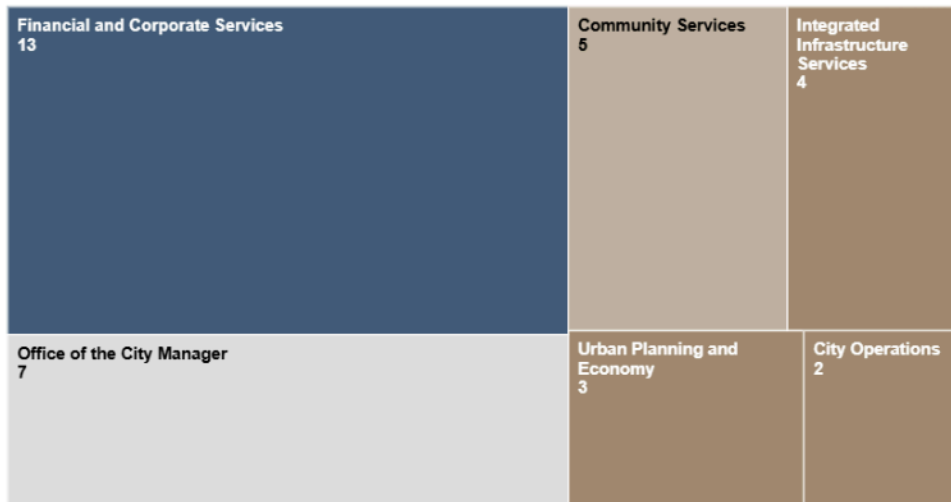 Financial and Corporate Services
13
Community Services
5
Integrated
Infrastructure
Services
4
Office of the City Manager
7
Urban Planning and
Economy
3
City Operations
2